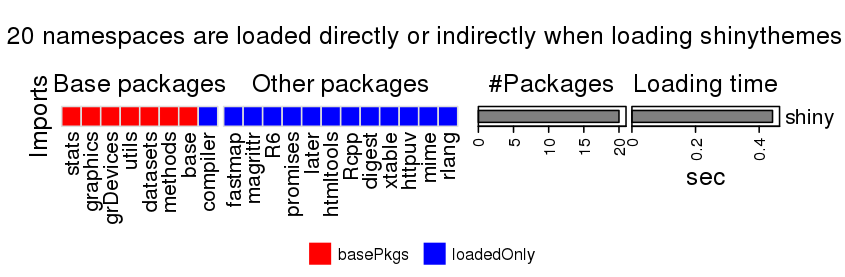 20 namespaces are loaded directly or indirectly when loading shinythemes
Base packages
Other packages
#Packages
Loading time
Imports
shiny
stats
graphics
grDevices
utils
datasets
methods
base
compiler
fastmap
magrittr
R6
promises
later
htmltools
Rcpp
digest
xtable
httpuv
mime
rlang
0
5
10
15
20
0
0.2
0.4
sec
basePkgs
loadedOnly